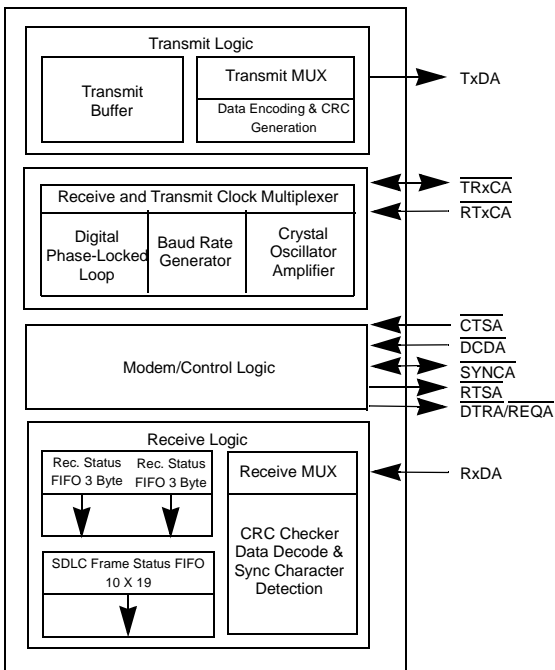 Transmit Logic
Transmit
Buffer
Transmit MUX
Data Encoding & CRC
Generation
TxDA
Receive and Transmit Clock Multiplexer
Digital
Phase-Locked
Loop
Baud Rate
Generator
Crystal
Oscillator
Amplifier
TRxCA
RTxCA
Modem/Control Logic
CTSA
DCDA
SYNCA
RTSA
DTRA/REQA
Receive Logic
Rec. Status
FIFO 3 Byte
Rec. Status
FIFO 3 Byte
SDLC Frame Status FIFO
10 X 19
Receive MUX
CRC Checker
Data Decode &
Sync Character
Detection
RxDA